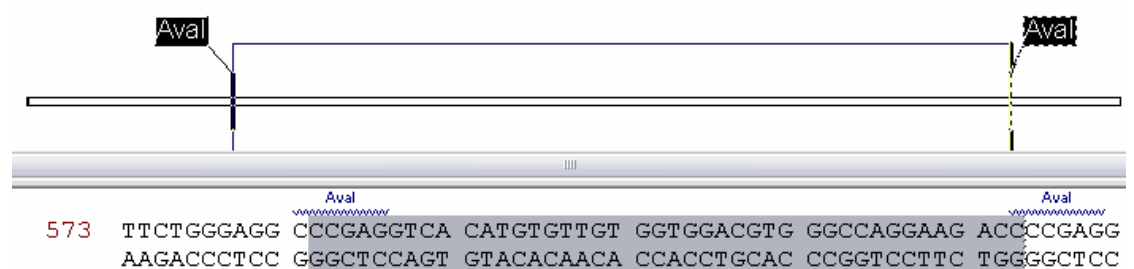 AvaI AvaI
AvaI AvaI
573 TTCTGGGAGG CCCGAGGTCA CATGTGTTGT GGTGGACGTG GGCCAGGAAG ACCCCGAGG
AAGACCCTCC GGGCTCCAGT GTACACAACA CCACCTGCAC CCGGTCCTTC TGGGGCTCC